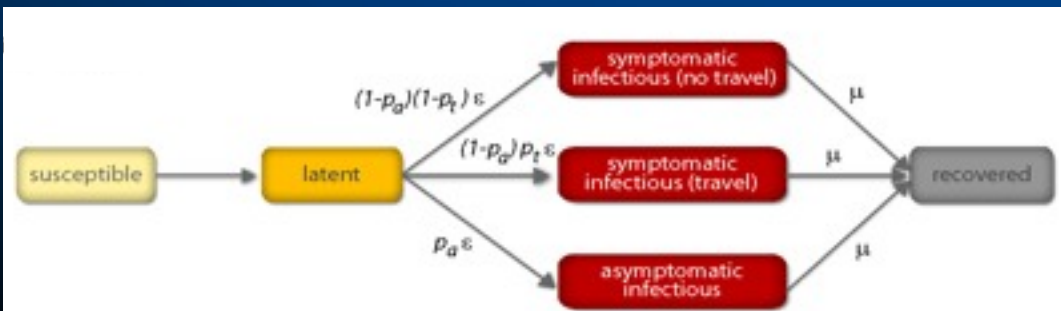 symptomatic
infectious (no travel)
(1-pₐ)(1-pₜ) ε
μ
susceptible
latent
(1-pₐ)pₜ ε
symptomatic
infectious (travel)
μ
recovered
pₐ ε
asymptomatic
infectious
μ